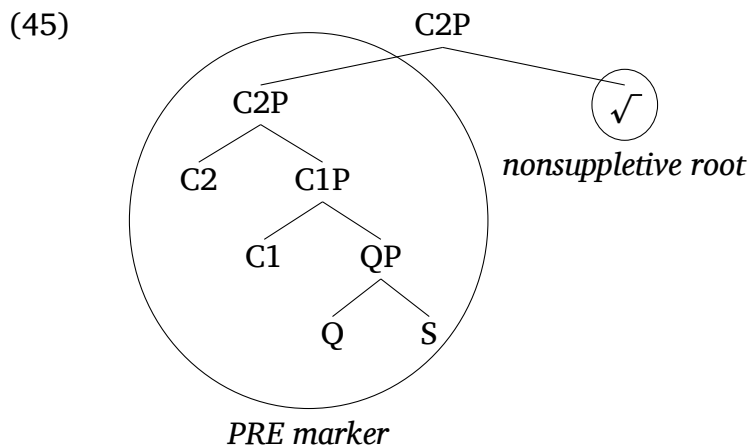 (45) C2P
C2P √
C2 C1P nonsuppletive root
C1 QP
Q S
PRE marker